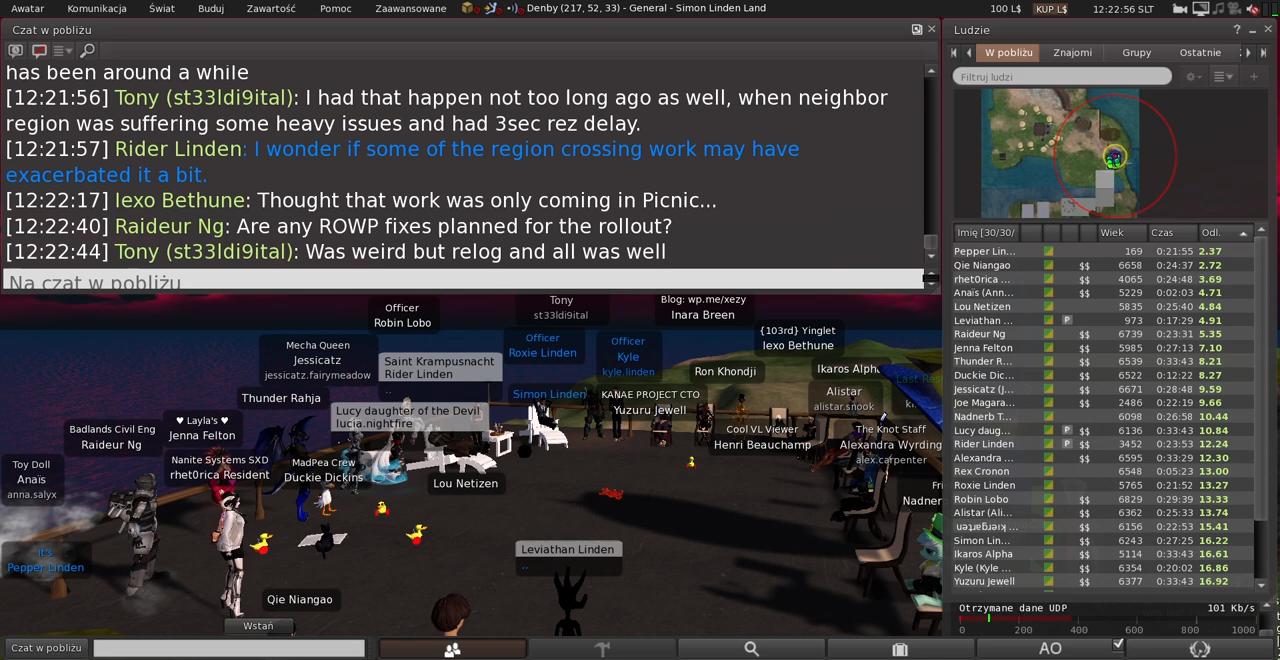 Awatar Komunikacja Świat Buduj Zawartość Pomoc Zaawansowane Denby (217, 52, 33) - General - Simon Linden Land 100 L$ KUP L$ 12:22:56 SLT
Czat w pobliżu
has been around a while
[12:21:56] Tony (st33ldi9ital): I had that happen not too long ago as well, when neighbor
region was suffering some heavy issues and had 3sec rez delay.
[12:21:57] Rider Linden: I wonder if some of the region crossing work may have
exacerbated it a bit.
[12:22:17] Iexo Bethune: Thought that work was only coming in Picnic...
[12:22:40] Raideur Ng: Are any ROWP fixes planned for the rollout?
[12:22:44] Tony (st33ldi9ital): Was weird but relog and all was well
Na czat w pobliżu
Officer
Robin Lobo
Tony
st33ldi9ital
Blog: wp.me/xezy
Inara Breen
Mecha Queen
Jessicatz
jessicatz.fairymeadow
Saint Krampusnacht
Rider Linden
..
Officer
Roxie Linden
Officer
Kyle
kyle.linden
{103rd} Yinglet
Iexo Bethune
Ron Khondji
Ikaros Alpha
Thunder Rahja
Simon Linden
KANAE PROJECT CTO
Yuzuru Jewell
Alistar
alistar.snook
Lucy daughter of the Devil
lucia.nightfire
Badlands Civil Eng
Raideur Ng
♥ Layla's ♥
Jenna Felton
Cool VL Viewer
Henri Beauchamp
The Knot Staff
Alexandra Wyrding
alex.carpenter
Toy Doll
Anaïs
anna.salyx
Nanite Systems SXD
rhet0rica Resident
MadPea Crew
Duckie Dickins
Lou Netizen
It's
Pepper Linden
Leviathan Linden
..
Qie Niangao
Wstań
Czat w pobliżu
AO
Ludzie
W pobliżu Znajomi Grupy Ostatnie
Filtruj ludzi
Imię [30/30/ Wiek Czas Odl.
Pepper Lin... 169 0:21:55 2.37
Qie Niangao $$ 6658 0:24:37 2.72
rhet0rica ... $$ 4065 0:24:48 3.69
Anaïs (Ann... $$ 5229 0:02:03 4.71
Lou Netizen 5835 0:25:40 4.84
Leviathan ... P 973 0:17:29 4.91
Raideur Ng $$ 6739 0:23:31 5.35
Jenna Felton $$ 5985 0:27:13 7.10
Thunder R... $$ 6539 0:33:43 8.21
Duckie Dic... $$ 6522 0:12:22 8.27
Jessicatz (J... $$ 6671 0:28:48 9.59
Joe Magara... $$ 2486 0:22:19 9.66
Nadnerb T... 6098 0:26:58 10.44
Lucy daug... P $$ 6136 0:33:43 10.84
Rider Linden P $$ 3452 0:23:53 12.24
Alexandra ... $$ 6595 0:33:29 12.30
Rex Cronon 6548 0:05:23 13.00
Roxie Linden 5765 0:21:52 13.27
Robin Lobo $$ 6829 0:29:39 13.33
Alistar (Ali... $$ 6362 0:25:33 13.74
$$ 6156 0:22:53 15.41
Simon Lin... $$ 6243 0:27:25 16.22
Ikaros Alpha $$ 5114 0:33:43 16.61
Kyle (Kyle ... $$ 6354 0:20:02 16.86
Yuzuru Jewell $$ 6377 0:33:43 16.92
Otrzymane dane UDP 101 Kb/s
0 200 400 600 800 1000